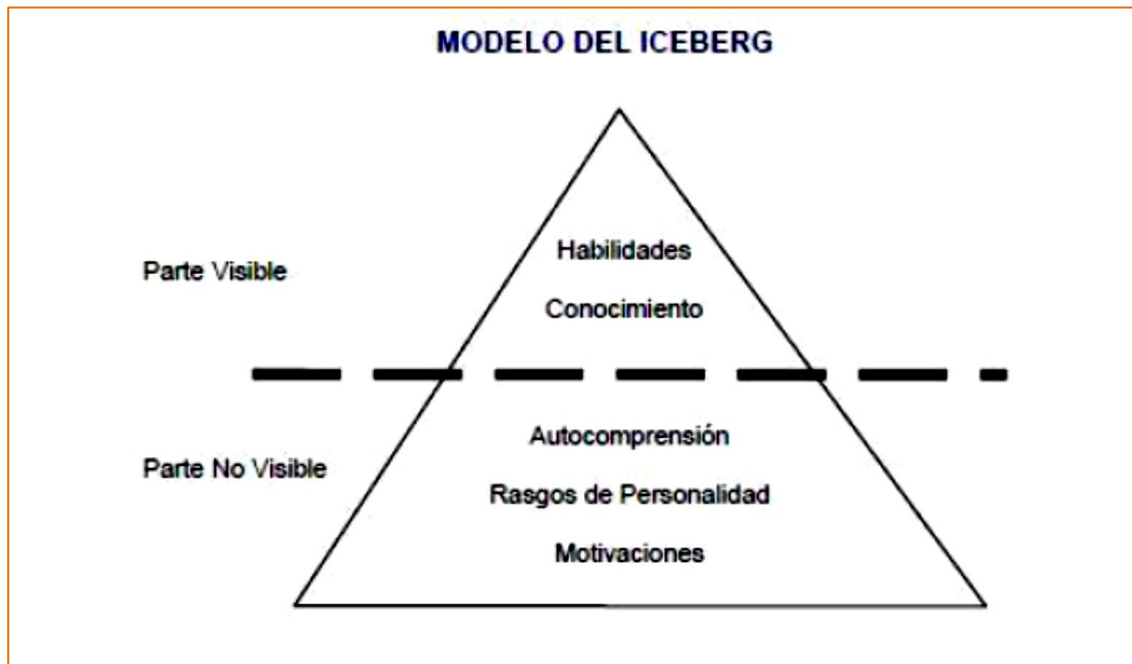 MODELO DEL ICEBERG
Habilidades
Parte Visible
Conocimiento
Autocomprensión
Parte No Visible
Rasgos de Personalidad
Motivaciones